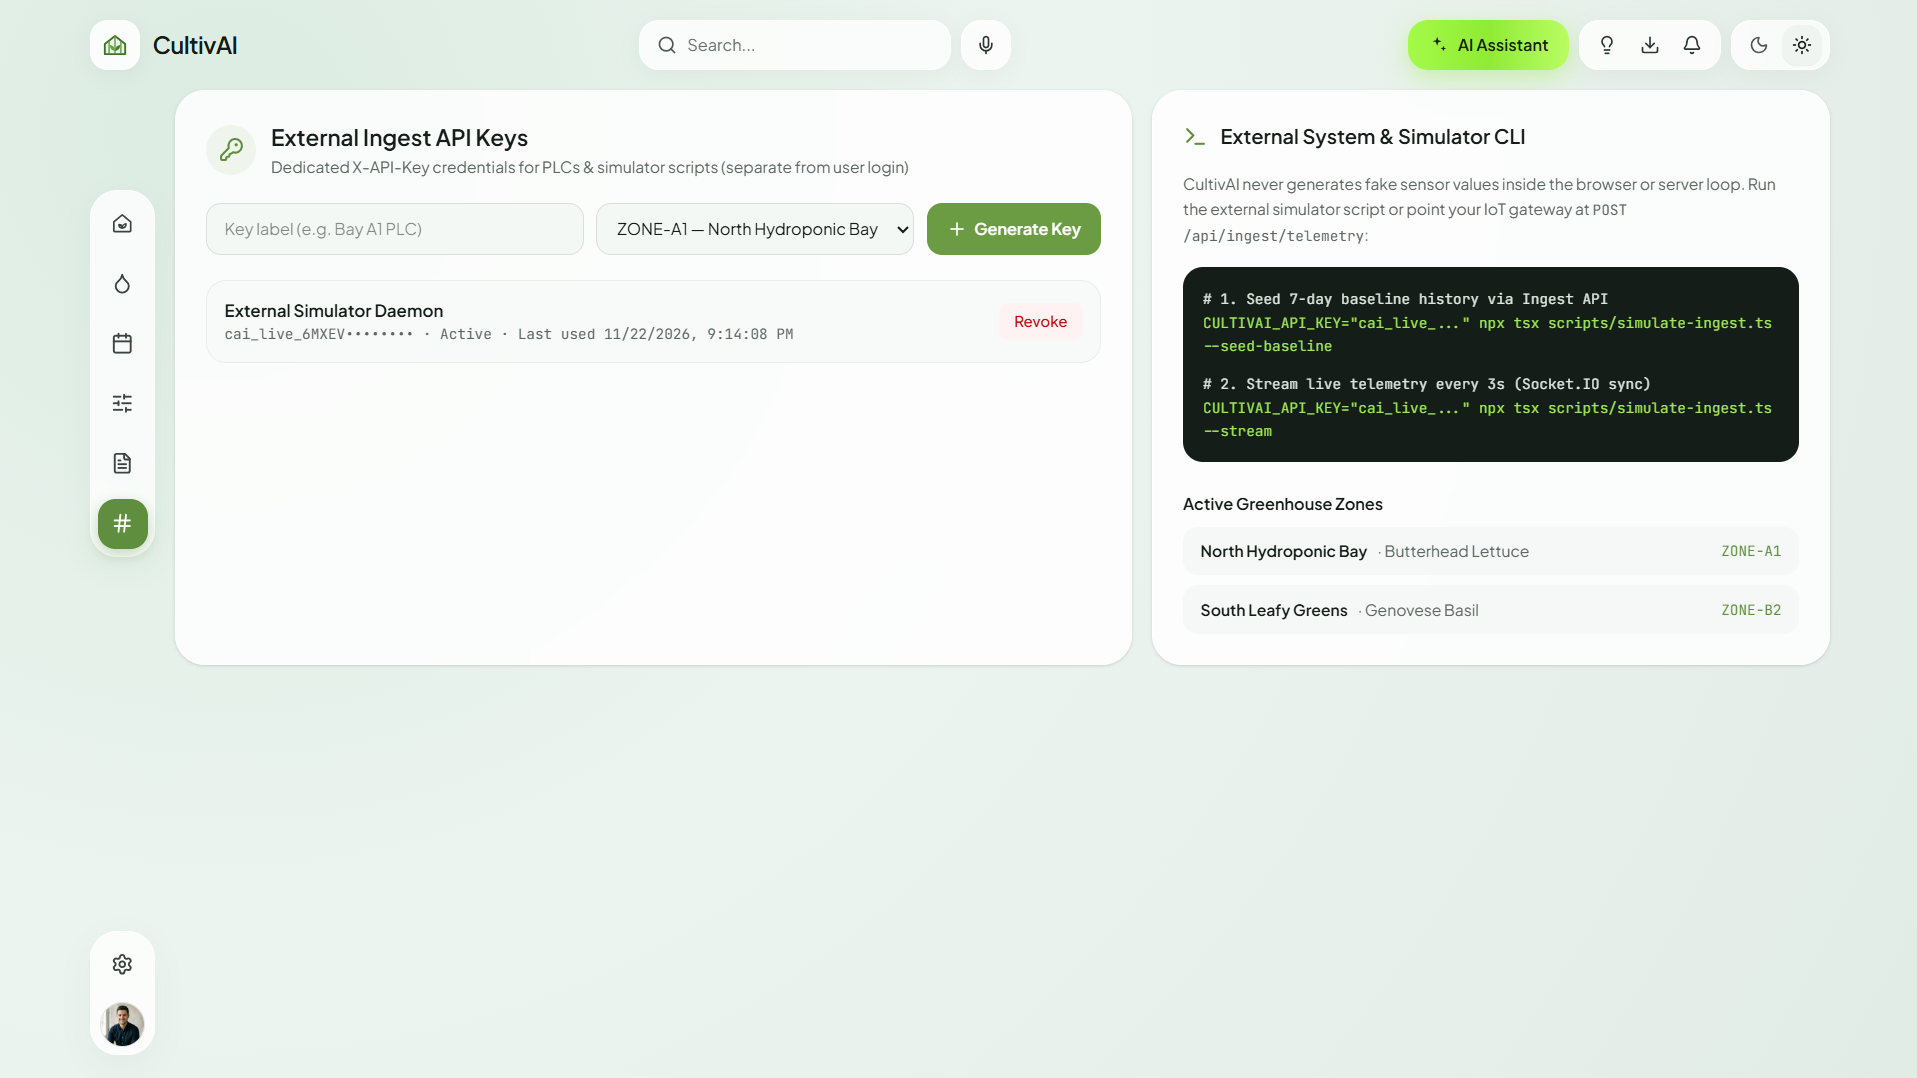 CultivAI
Search...
AI Assistant
External Ingest API Keys
Dedicated X-API-Key credentials for PLCs & simulator scripts (separate from user login)
Key label (e.g. Bay A1 PLC)
ZONE-A1 — North Hydroponic Bay
Generate Key
External Simulator Daemon
cai_live_6MXEV•••••••• · Active · Last used 11/22/2026, 9:14:08 PM
Revoke
External System & Simulator CLI
CultivAI never generates fake sensor values inside the browser or server loop. Run
the external simulator script or point your IoT gateway at POST
/api/ingest/telemetry:
# 1. Seed 7-day baseline history via Ingest API
CULTIVAI_API_KEY="cai_live_..." npx tsx scripts/simulate-ingest.ts
--seed-baseline
# 2. Stream live telemetry every 3s (Socket.IO sync)
CULTIVAI_API_KEY="cai_live_..." npx tsx scripts/simulate-ingest.ts
--stream
Active Greenhouse Zones
North Hydroponic Bay · Butterhead Lettuce ZONE-A1
South Leafy Greens · Genovese Basil ZONE-B2